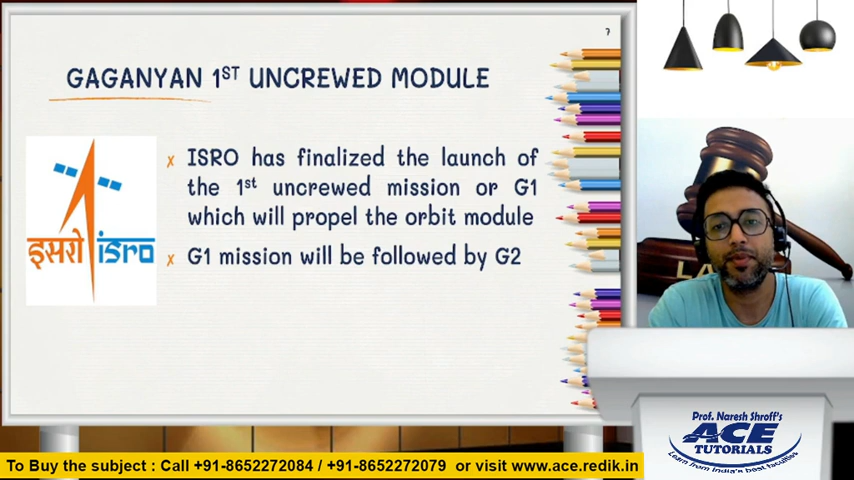 7
GAGANYAN 1ST UNCREWED MODULE
x ISRO has finalized the launch of
the 1st uncrewed mission or G1
which will propel the orbit module
x G1 mission will be followed by G2
इसरो isro
LA
Prof. Naresh Shroff's
ACE
TUTORIALS
Learn from India's best faculties
To Buy the subject : Call +91-8652272084 / +91-8652272079 or visit www.ace.redik.in